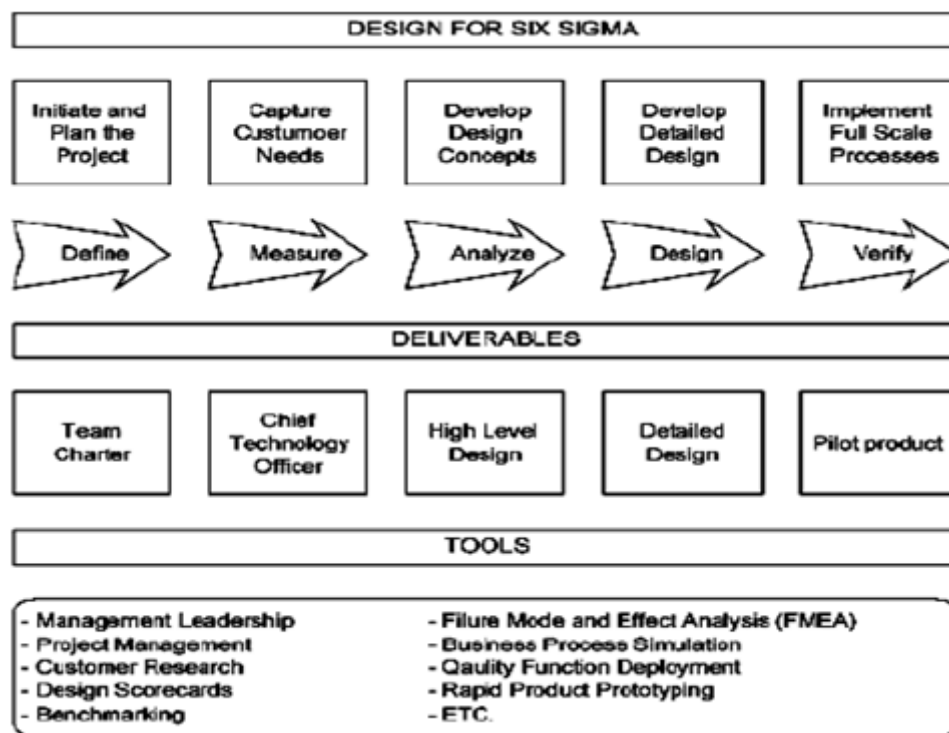 DESIGN FOR SIX SIGMA
Initiate and
Plan the
Project
Capture
Custumoer
Needs
Develop
Design
Concepts
Develop
Detailed
Design
Implement
Full Scale
Processes
Define
Measure
Analyze
Design
Verify
DELIVERABLES
Team
Charter
Chief
Technology
Officer
High Level
Design
Detailed
Design
Pilot product
TOOLS
- Management Leadership
- Project Management
- Customer Research
- Design Scorecards
- Benchmarking
- Filure Mode and Effect Analysis (FMEA)
- Business Process Simulation
- Qaulity Function Deployment
- Rapid Product Prototyping
- ETC.